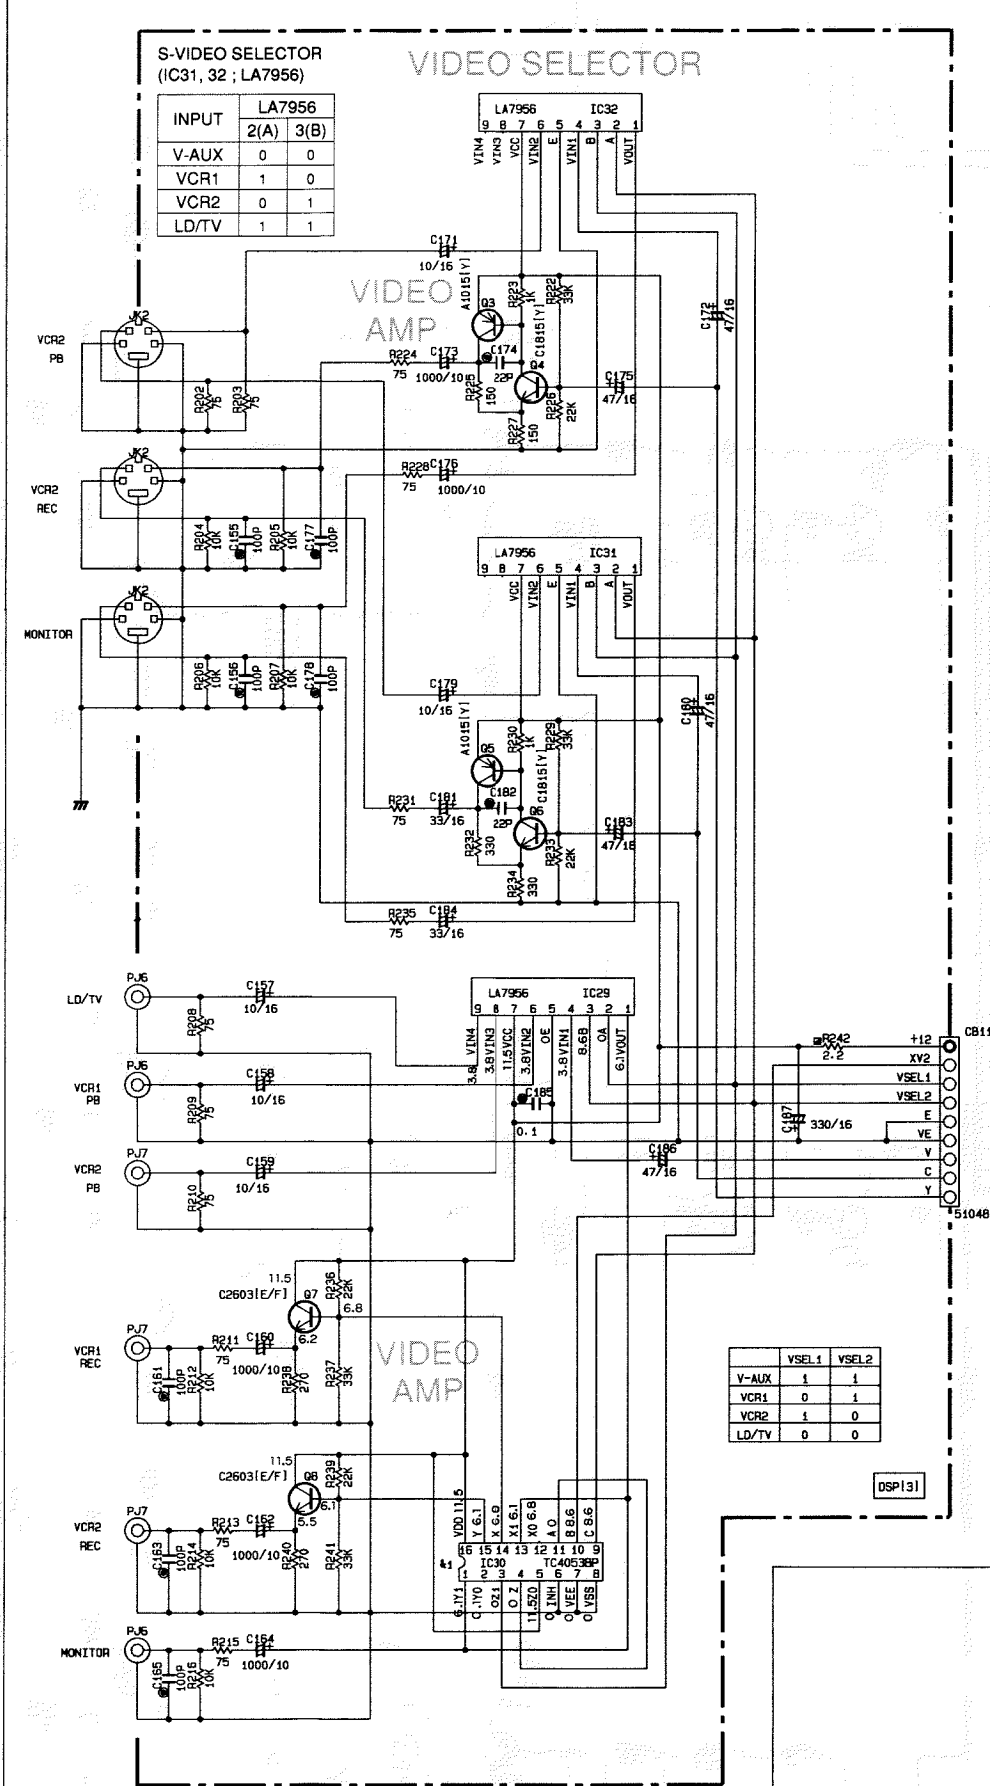 S-VIDEO SELECTOR
(IC31, 32 ; LA7956)
VIDEO SELECTOR
INPUT LA7956
2(A) 3(B)
V-AUX 0 0
VCR1 1 0
VCR2 0 1
LD/TV 1 1
LA7956 IC32
9 8 7 6 5 4 3 2 1
VIN4 VIN3 VCC VIN2 E VIN1 B A VOUT
C171
10/16
VIDEO
AMP
A1015[Y]
Q3
R223 1K
R222 33K
C1815[Y]
C172 47/16
JK2
VCR2
PB
R202 75
R203 75
R224
75
C173
1000/10
C174
22P
Q4
R225 150
R226 22K
R227 150
C175
47/16
JK2
VCR2
REC
R228
75
C176
1000/10
R204 10K
C155 100P
R205 10K
C177 100P
LA7956 IC31
9 8 7 6 5 4 3 2 1
VCC VIN2 E VIN1 B A VOUT
JK2
MONITOR
R206 10K
C156 100P
R207 10K
C178 100P
C179
10/16
C180 47/16
A1015[Y]
Q5
R230 1K
R229 33K
C1815[Y]
R231
75
C181
33/16
C182
22P
Q6
R232 330
R233 22K
R234 330
C183
47/16
R235
75
C184
33/16
PJ6
LD/TV
R208 75
C157
10/16
LA7956 IC29
9 8 7 6 5 4 3 2 1
3.8 VIN4
3.8VIN3
11.5VCC
3.8VIN2
0E
3.8VIN1
8.6B
0A
6.1VOUT
R242
2.2
CB11
+12
XV2
VSEL1
VSEL2
E
VE
V
C
Y
51048
PJ6
VCR1
PB
R209 75
C158
10/16
C185
0.1
C187 330/16
C186
47/16
PJ7
VCR2
PB
R210 75
C159
10/16
11.5
C2603[E/F] Q7
R236 22K
6.8
6.2
VIDEO
AMP
PJ7
VCR1
REC
R211
75
C160
1000/10
C161 100P
R212 10K
R238 270
R237 33K
VSEL1 VSEL2
V-AUX 1 1
VCR1 0 1
VCR2 1 0
LD/TV 0 0
DSP[3]
11.5
C2603[E/F] Q8
R239 22K
6.1
5.5
PJ7
VCR2
REC
R213
75
C162
1000/10
C163 100P
R214 10K
R240 270
R241 33K
VDD 11.5
Y 6.1
X 6.8
X1 6.1
X0 6.8
A 0
B 8.6
C 8.6
16 15 14 13 12 11 10 9
&1 IC30 TC4053BP
1 2 3 4 5 6 7 8
6.1Y1
0Z1
0 Z
11.5Z0
0 INH
0 VEE
0 VSS
PJ6
MONITOR
R215
75
C164
1000/10
C165 100P
R216 10K